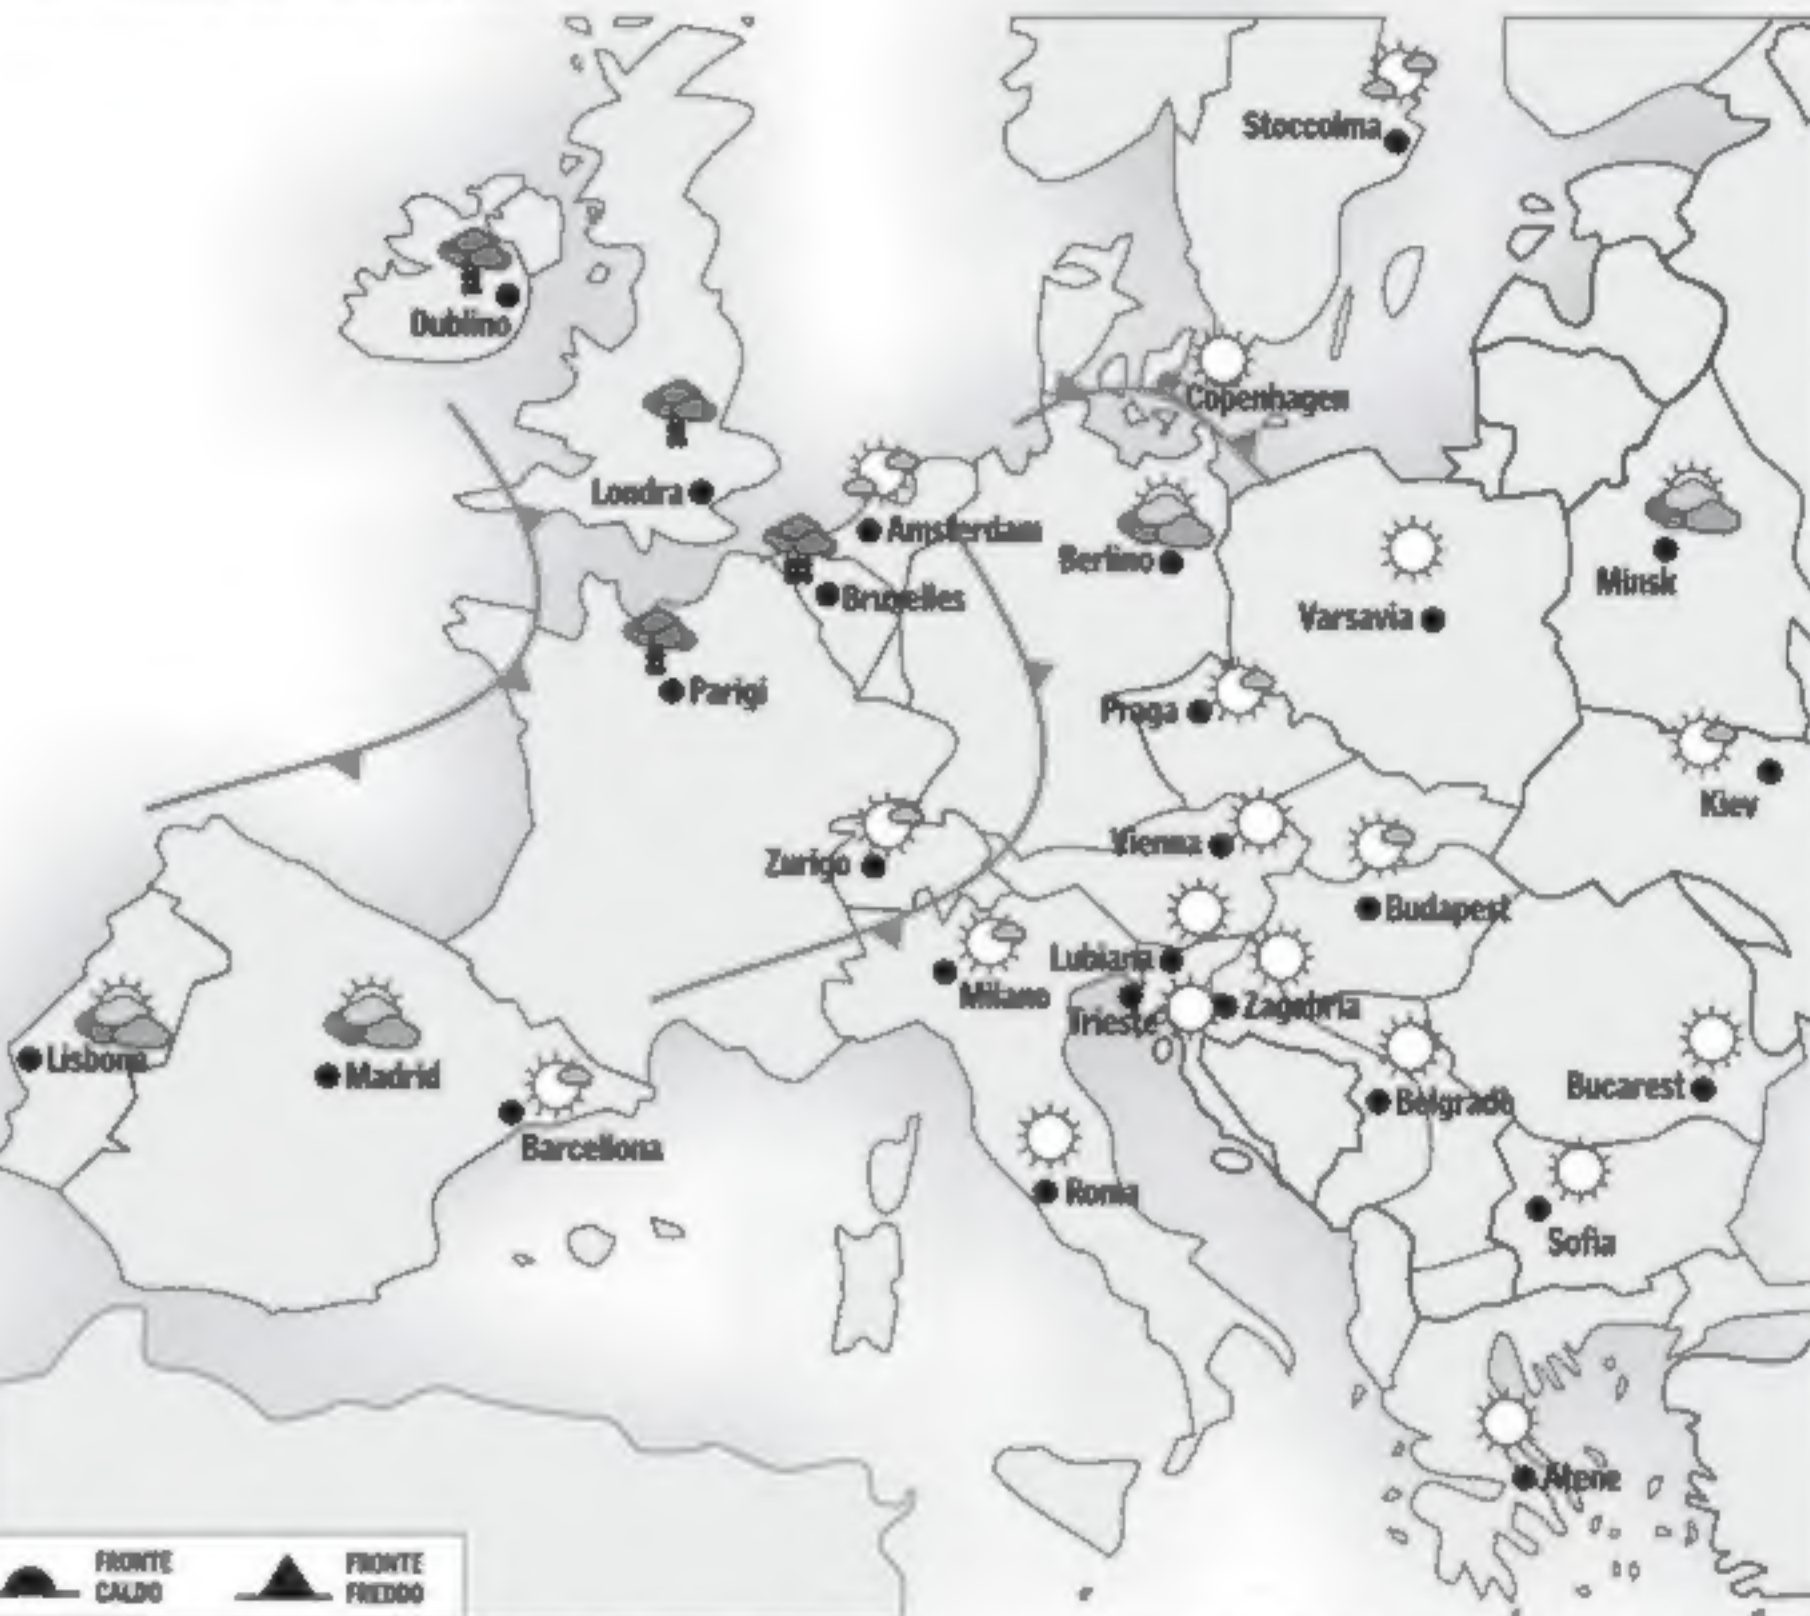 Stoccolma
Dublino
Copenhagen
Londra
Amsterdam
Berlino
Minsk
Bruxelles
Varsavia
Parigi
Praga
Kiev
Vienna
Zurigo
Budapest
Lubiana
Milano
Zagabria
Trieste
Lisbona
Madrid
Belgrado
Bucarest
Barcellona
Roma
Sofia
Atene
FRONTE
CALDO
FRONTE
FREDDO